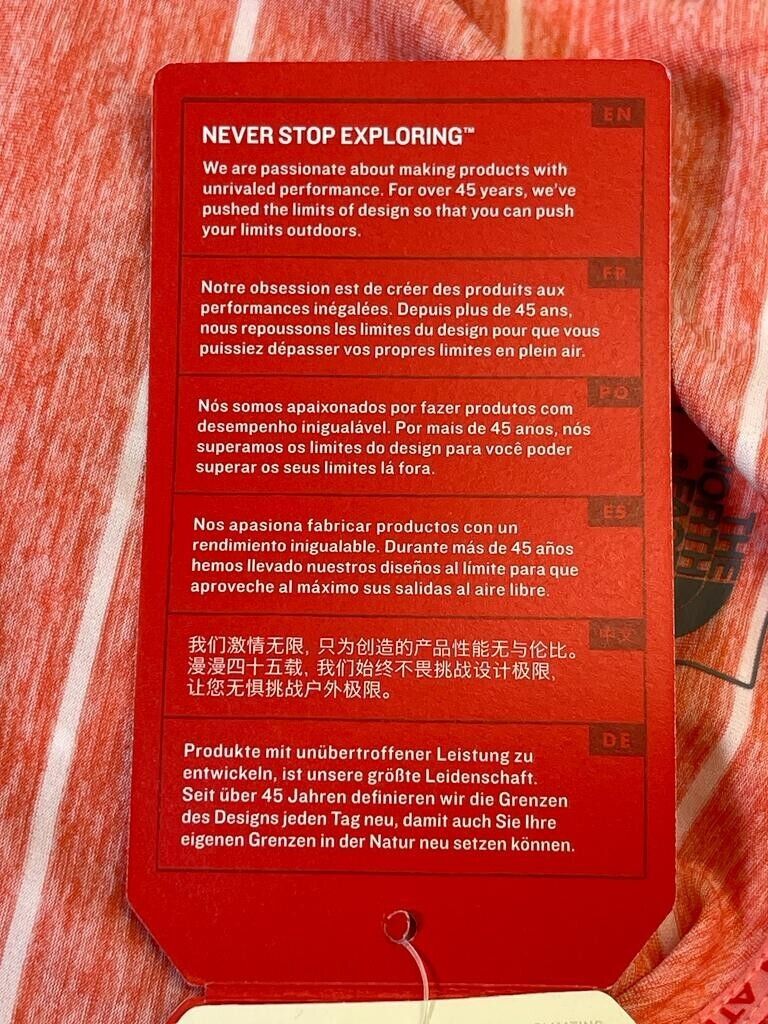 EN
NEVER STOP EXPLORING™
We are passionate about making products with
unrivaled performance. For over 45 years, we've
pushed the limits of design so that you can push
your limits outdoors.
FR
Notre obsession est de créer des produits aux
performances inégalées. Depuis plus de 45 ans,
nous repoussons les limites du design pour que vous
puissiez dépasser vos propres limites en plein air.
PO
Nós somos apaixonados por fazer produtos com
desempenho inigualável. Por mais de 45 anos, nós
superamos os limites do design para você poder
superar os seus limites lá fora.
ES
Nos apasiona fabricar productos con un
rendimiento inigualable. Durante más de 45 años
hemos llevado nuestros diseños al límite para que
aproveche al máximo sus salidas al aire libre.
中文
我们激情无限, 只为创造的产品性能无与伦比。
漫漫四十五载, 我们始终不畏挑战设计极限,
让您无惧挑战户外极限。
DE
Produkte mit unübertroffener Leistung zu
entwickeln, ist unsere größte Leidenschaft.
Seit über 45 Jahren definieren wir die Grenzen
des Designs jeden Tag neu, damit auch Sie Ihre
eigenen Grenzen in der Natur neu setzen können.
THE
NORTH